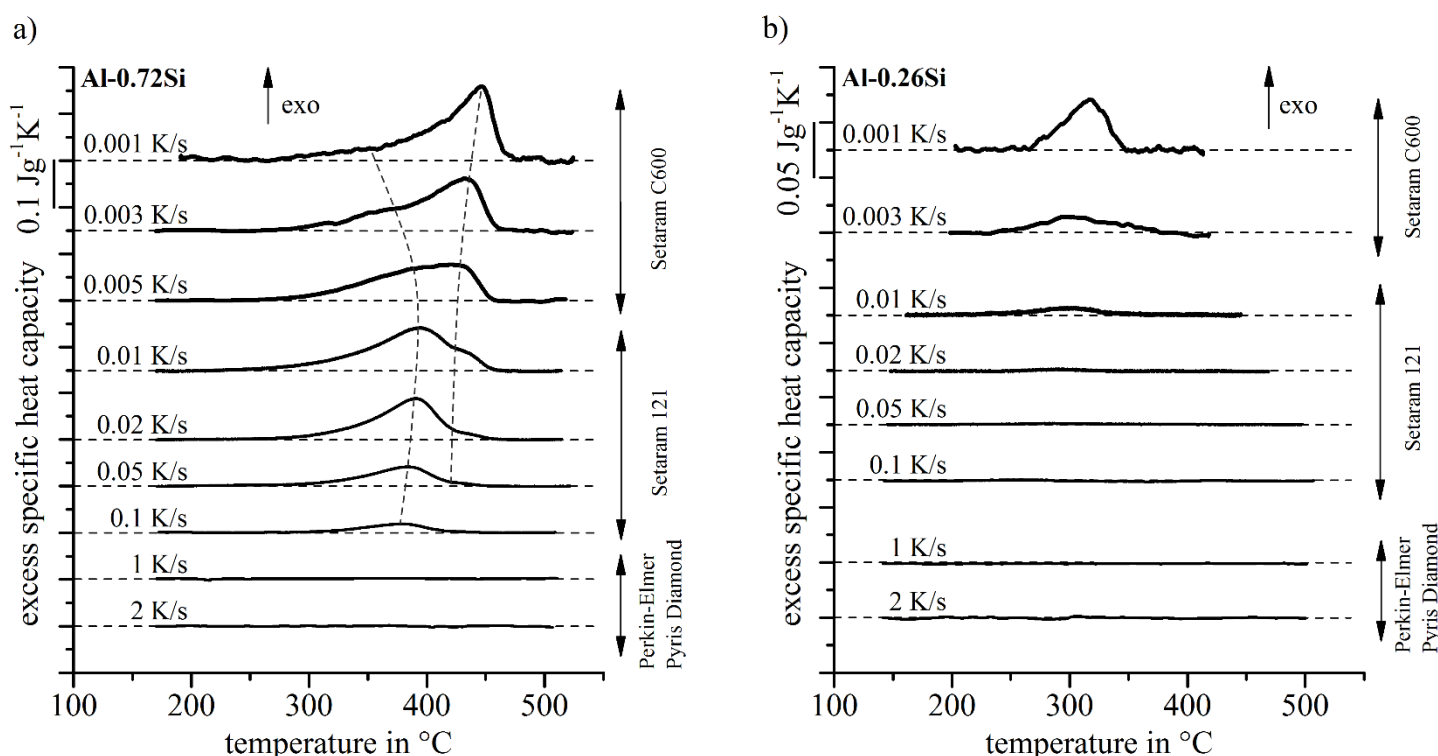 a)
Al-0.72Si
exo
0.1 Jg⁻¹K⁻¹
excess specific heat capacity
0.001 K/s
0.003 K/s
0.005 K/s
0.01 K/s
0.02 K/s
0.05 K/s
0.1 K/s
1 K/s
2 K/s
Setaram C600
Setaram 121
Perkin-Elmer
Pyris Diamond
100 200 300 400 500
temperature in °C
b)
Al-0.26Si
exo
0.05 Jg⁻¹K⁻¹
excess specific heat capacity
0.001 K/s
0.003 K/s
0.01 K/s
0.02 K/s
0.05 K/s
0.1 K/s
1 K/s
2 K/s
Setaram C600
Setaram 121
Perkin-Elmer
Pyris Diamond
100 200 300 400 500
temperature in °C